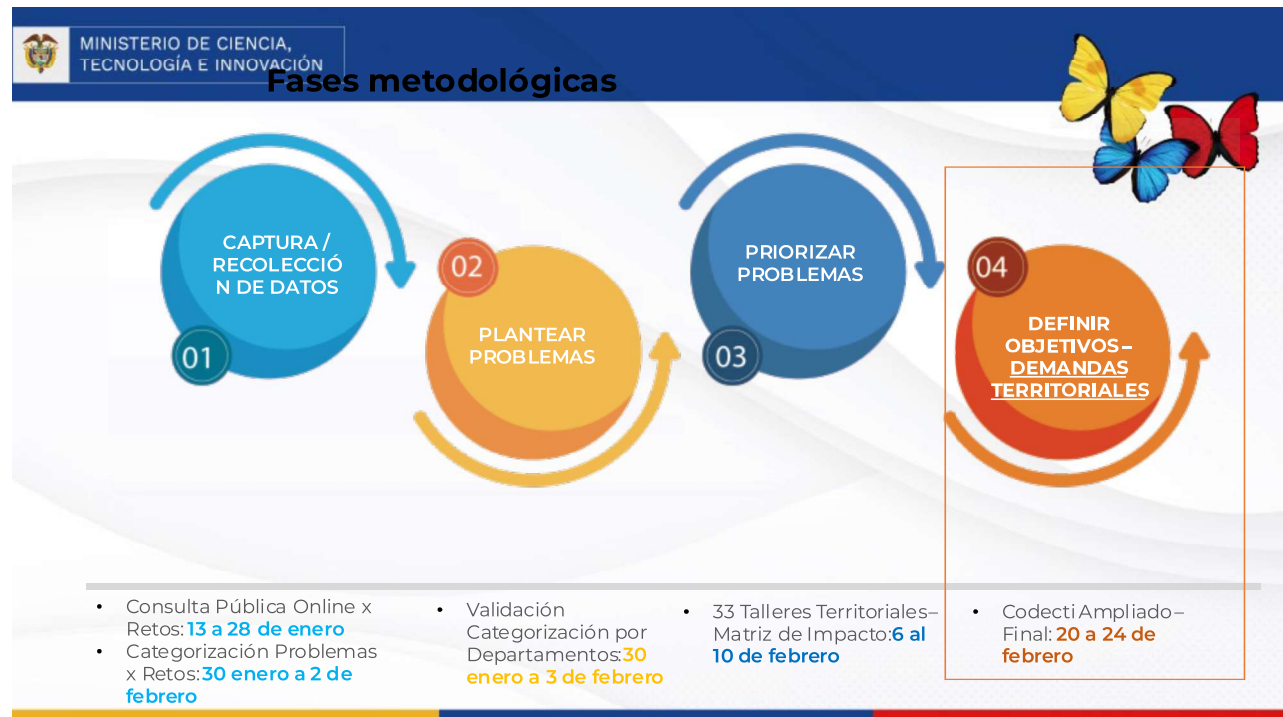 MINISTERIO DE CIENCIA,
TECNOLOGÍA E INNOVACIÓN
Fases metodológicas
CAPTURA /
RECOLECCIÓ
N DE DATOS
01
02
PLANTEAR
PROBLEMAS
PRIORIZAR
PROBLEMAS
03
04
DEFINIR
OBJETIVOS –
DEMANDAS
TERRITORIALES
• Consulta Pública Online x
Retos: 13 a 28 de enero
• Categorización Problemas
x Retos: 30 enero a 2 de
febrero
• Validación
Categorización por
Departamentos: 30
enero a 3 de febrero
• 33 Talleres Territoriales –
Matriz de Impacto: 6 al
10 de febrero
• Codecti Ampliado –
Final: 20 a 24 de
febrero